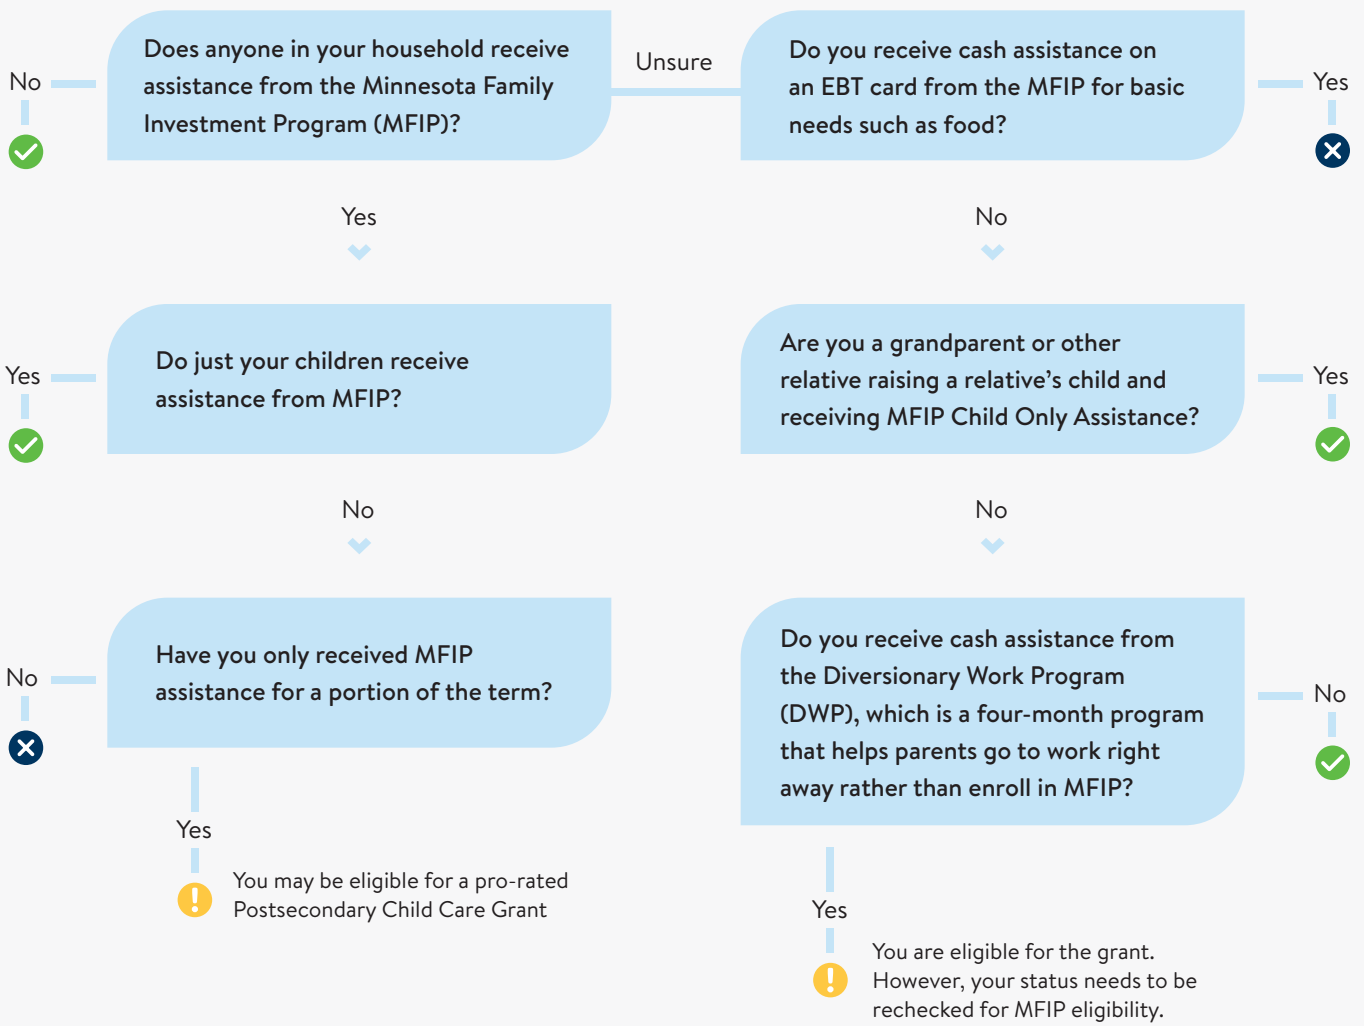 No
Does anyone in your household receive
assistance from the Minnesota Family
Investment Program (MFIP)?
Unsure
Do you receive cash assistance on
an EBT card from the MFIP for basic
needs such as food?
Yes
Yes
No
Yes
Do just your children receive
assistance from MFIP?
Are you a grandparent or other
relative raising a relative's child and
receiving MFIP Child Only Assistance?
Yes
No
No
No
Have you only received MFIP
assistance for a portion of the term?
Do you receive cash assistance from
the Diversionary Work Program
(DWP), which is a four-month program
that helps parents go to work right
away rather than enroll in MFIP?
No
Yes
You may be eligible for a pro-rated
Postsecondary Child Care Grant
Yes
You are eligible for the grant.
However, your status needs to be
rechecked for MFIP eligibility.